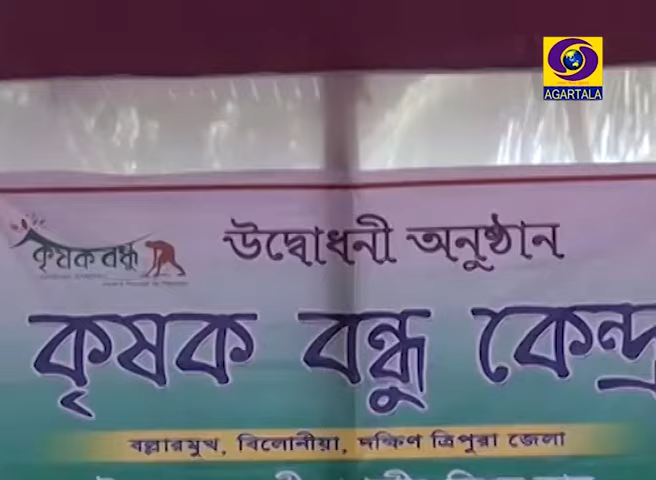 AGARTALA
কৃষক বন্ধু
উদ্বোধনী অনুষ্ঠান
কৃষক বন্ধু কেন্দ্র
বল্লারমুখ, বিলোনীয়া, দক্ষিণ ত্রিপুরা জেলা